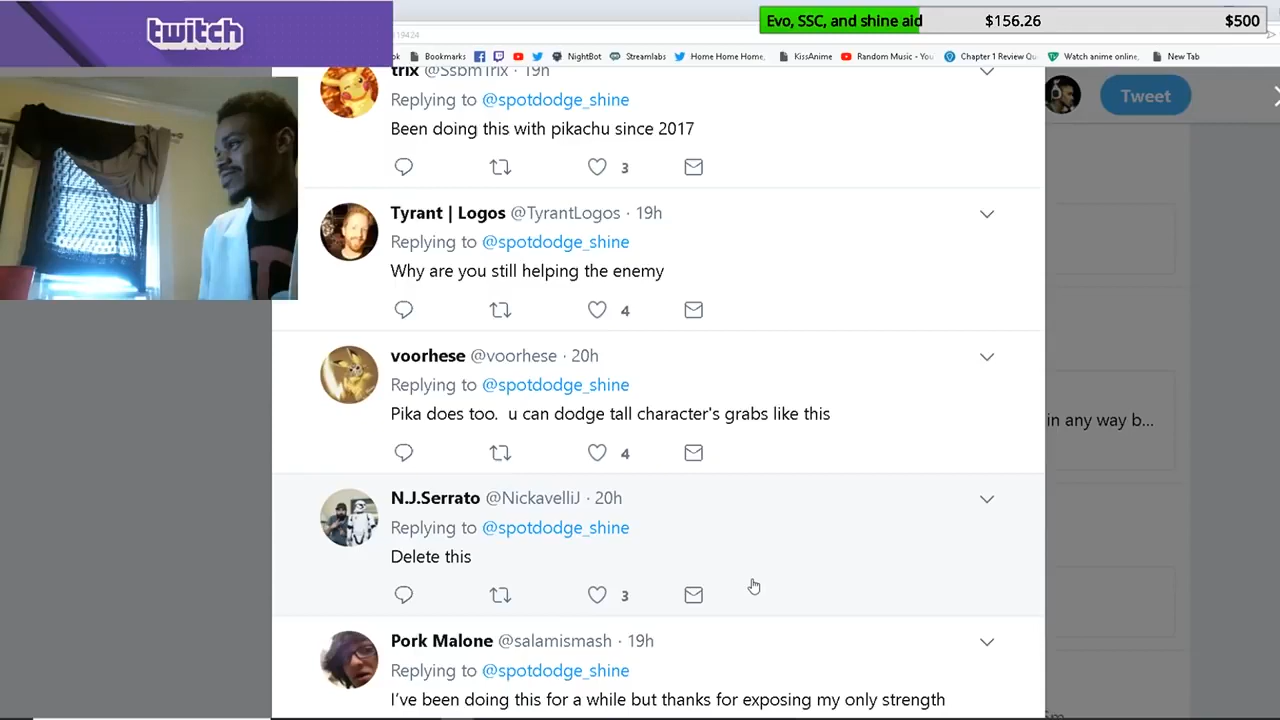 twitch
Evo, SSC, and shine aid $156.26 $500
19424
Bookmarks NightBot Streamlabs Home Home Home, KissAnime Random Music - You Chapter 1 Review Qu Watch anime online, New Tab
trix @SsbmTrix · 19h
Tweet
Replying to @spotdodge_shine
Been doing this with pikachu since 2017
3
Tyrant | Logos @TyrantLogos · 19h
Replying to @spotdodge_shine
Why are you still helping the enemy
4
voorhese @voorhese · 20h
Replying to @spotdodge_shine
Pika does too. u can dodge tall character's grabs like this
in any way b...
4
N.J.Serrato @NickavelliJ · 20h
Replying to @spotdodge_shine
Delete this
3
Pork Malone @salamismash · 19h
Replying to @spotdodge_shine
I've been doing this for a while but thanks for exposing my only strength